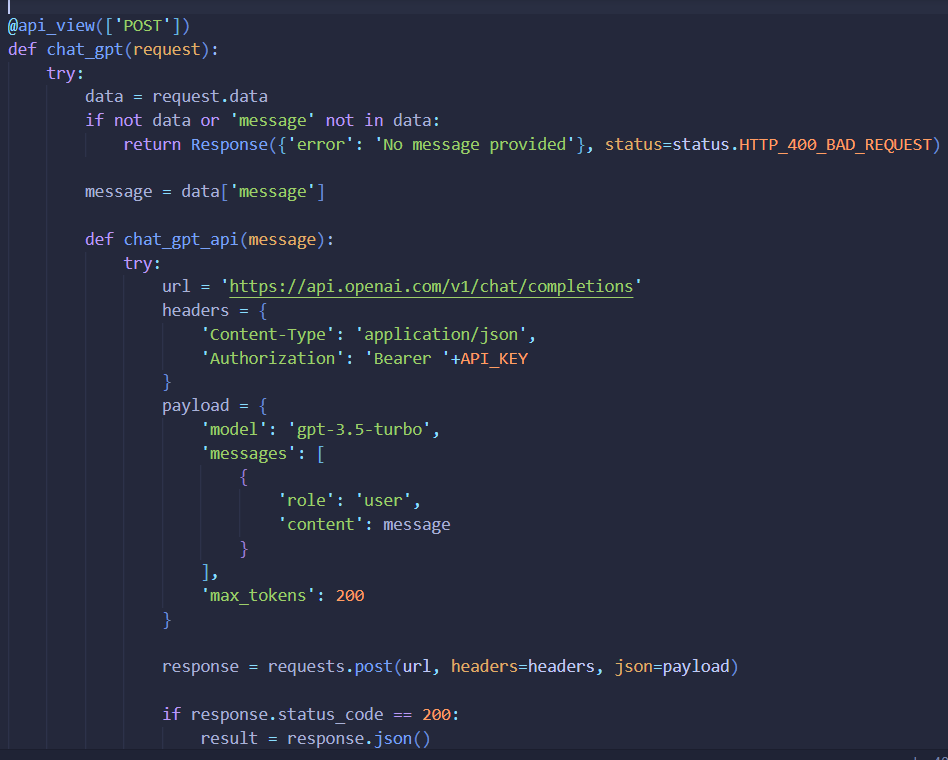 @api_view(['POST'])
def chat_gpt(request):
    try:
        data = request.data
        if not data or 'message' not in data:
            return Response({'error': 'No message provided'}, status=status.HTTP_400_BAD_REQUEST)

        message = data['message']

        def chat_gpt_api(message):
            try:
                url = 'https://api.openai.com/v1/chat/completions'
                headers = {
                    'Content-Type': 'application/json',
                    'Authorization': 'Bearer '+API_KEY
                }
                payload = {
                    'model': 'gpt-3.5-turbo',
                    'messages': [
                        {
                            'role': 'user',
                            'content': message
                        }
                    ],
                    'max_tokens': 200
                }

                response = requests.post(url, headers=headers, json=payload)

                if response.status_code == 200:
                    result = response.json()